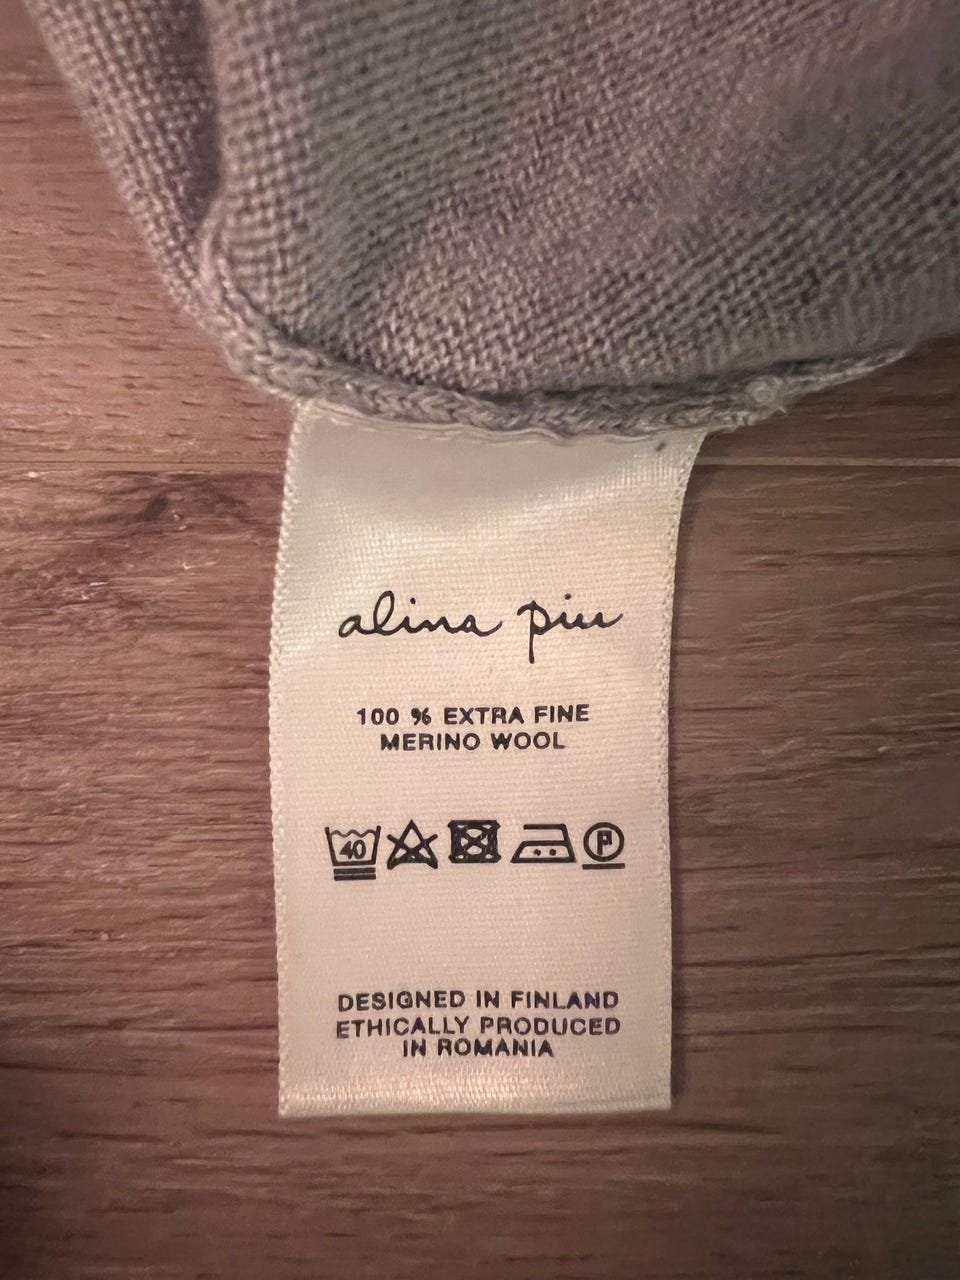 alina piu
100 % EXTRA FINE
MERINO WOOL
40 P
DESIGNED IN FINLAND
ETHICALLY PRODUCED
IN ROMANIA